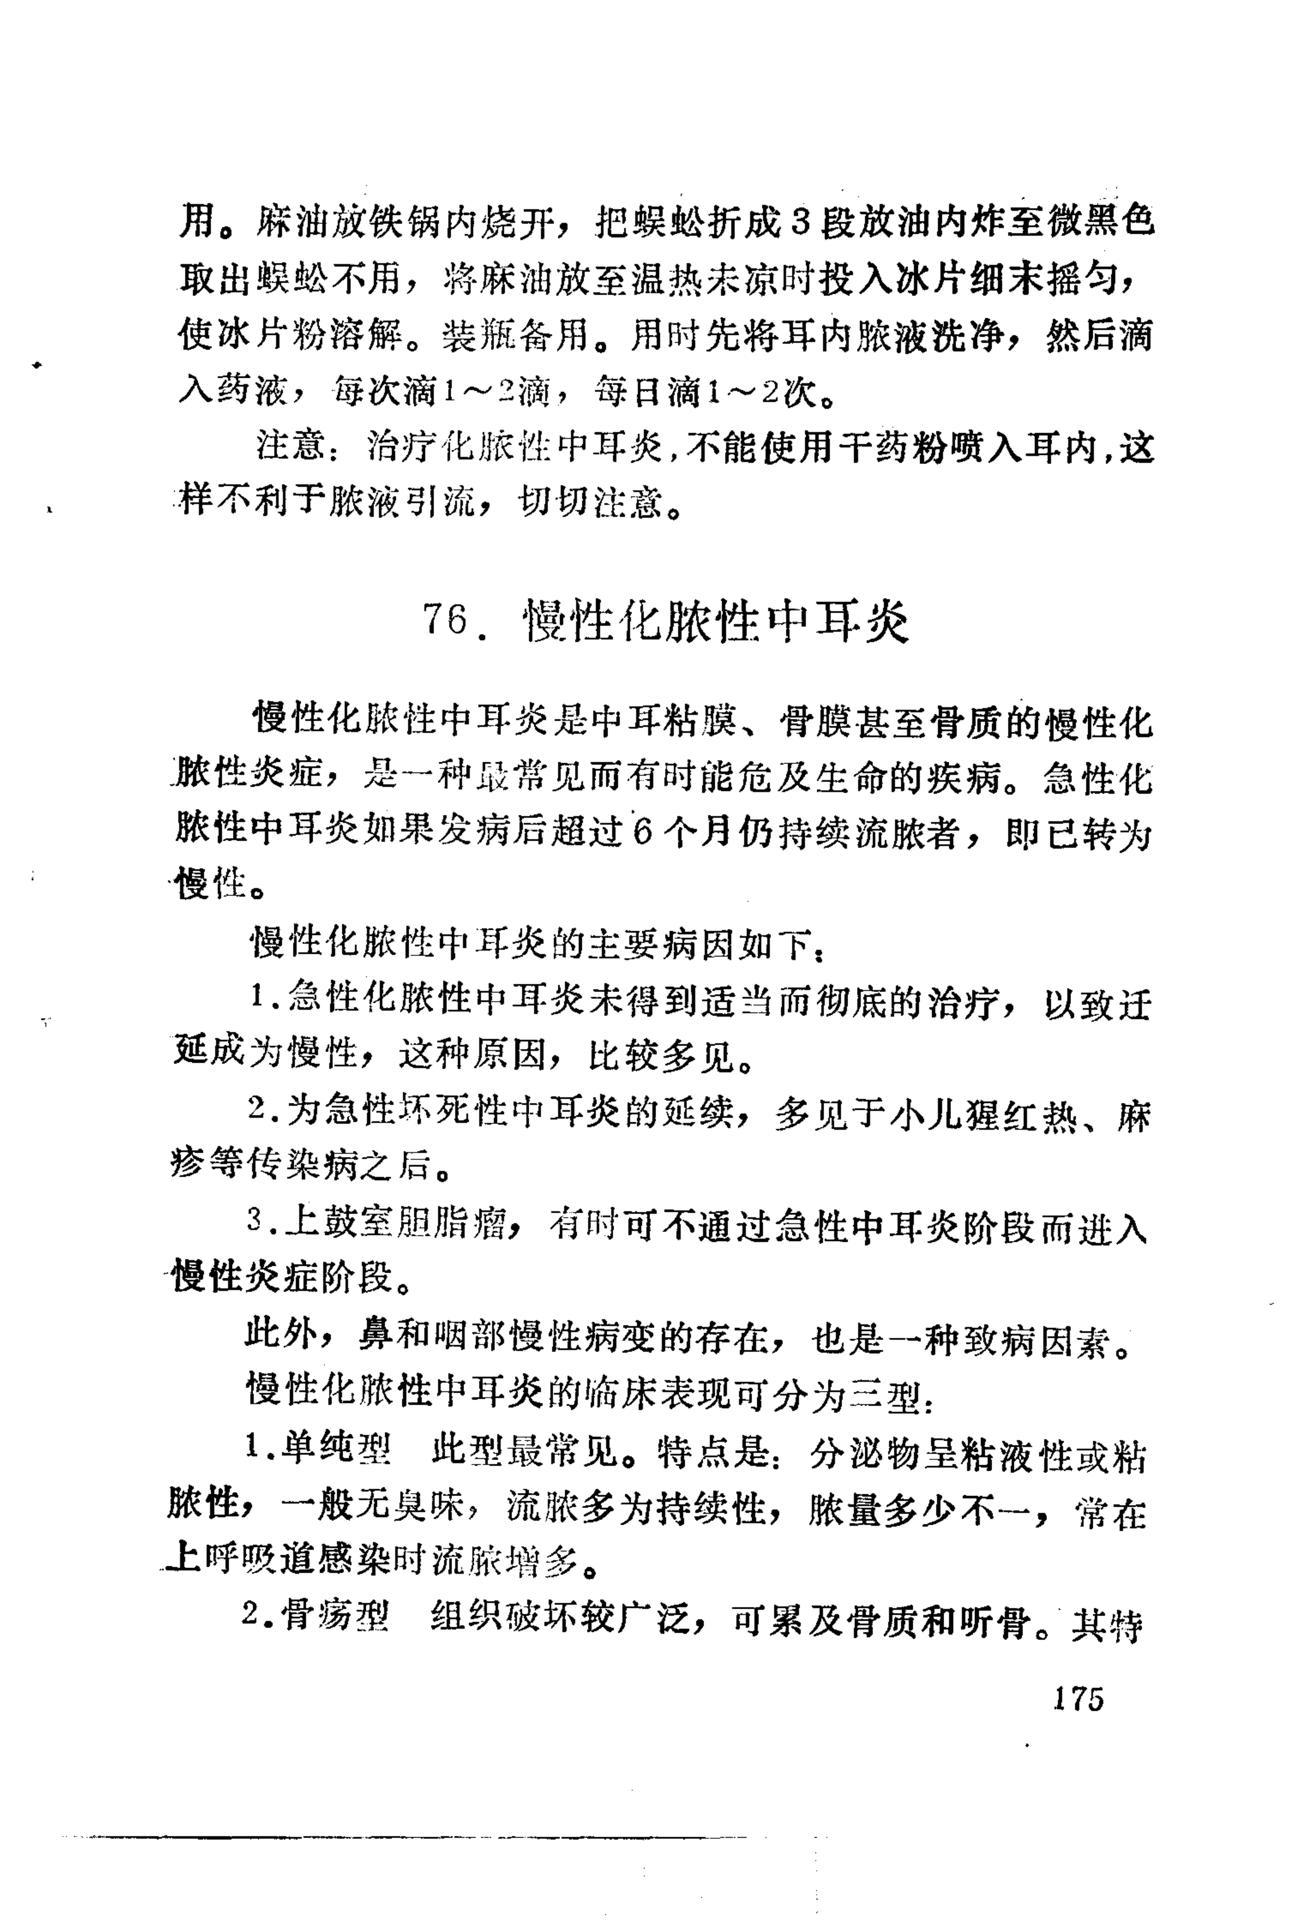 用。麻油放铁锅内烧开，把蜈蚣折成3段放油内炸至微黑色
取出蜈蚣不用，将麻油放至温热未凉时投入冰片细末摇匀，
使冰片粉溶解。装瓶备用。用时先将耳内脓液洗净，然后滴
入药液，每次滴1～2滴，每日滴1～2次。
注意：治疗化脓性中耳炎，不能使用干药粉喷入耳内，这
样不利于脓液引流，切切注意。
76．慢性化脓性中耳炎
慢性化脓性中耳炎是中耳粘膜、骨膜甚至骨质的慢性化
脓性炎症，是一种最常见而有时能危及生命的疾病。急性化
脓性中耳炎如果发病后超过6个月仍持续流脓者，即已转为
慢性。
慢性化脓性中耳炎的主要病因如下：
1.急性化脓性中耳炎未得到适当而彻底的治疗，以致迁
延成为慢性，这种原因，比较多见。
2.为急性坏死性中耳炎的延续，多见于小儿猩红热、麻
疹等传染病之后。
3.上鼓室胆脂瘤，有时可不通过急性中耳炎阶段而进入
慢性炎症阶段。
此外，鼻和咽部慢性病变的存在，也是一种致病因素。
慢性化脓性中耳炎的临床表现可分为三型：
1.单纯型　此型最常见。特点是：分泌物呈粘液性或粘
脓性，一般无臭味，流脓多为持续性，脓量多少不一，常在
上呼吸道感染时流脓增多。
2.骨疡型　组织破坏较广泛，可累及骨质和听骨。其特
175